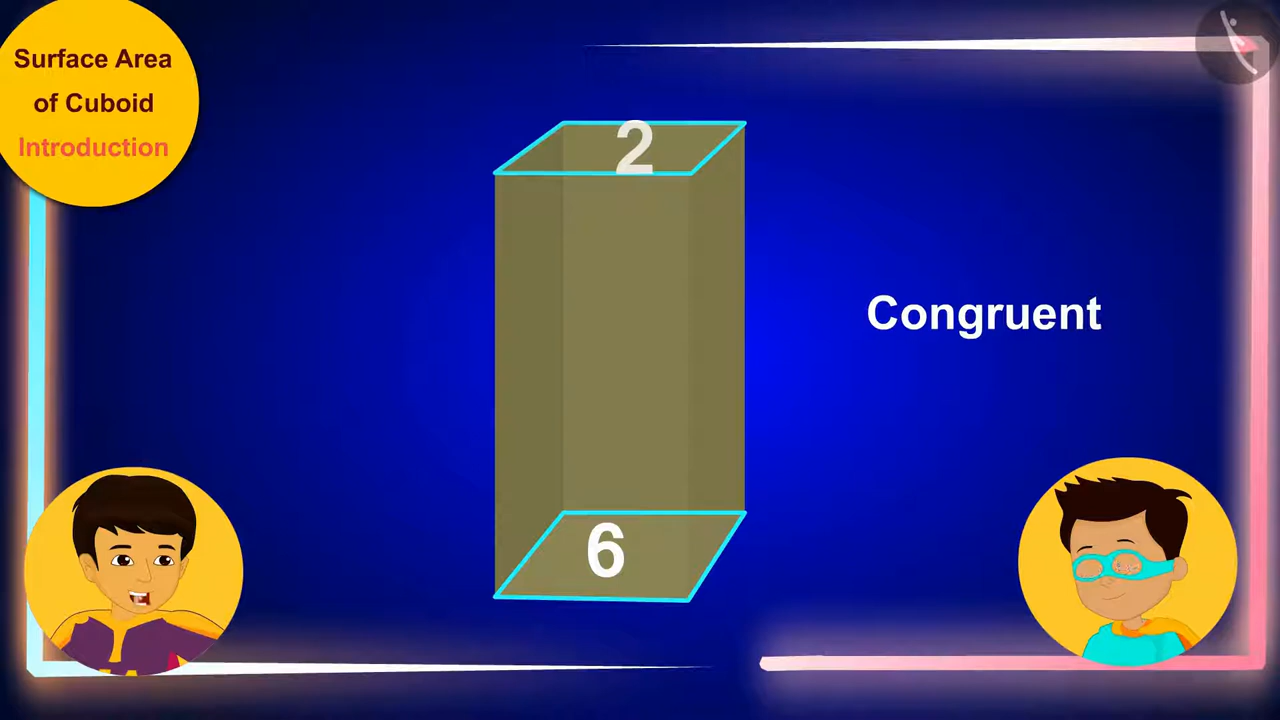 Surface Area
of Cuboid
Introduction
2
Congruent
6